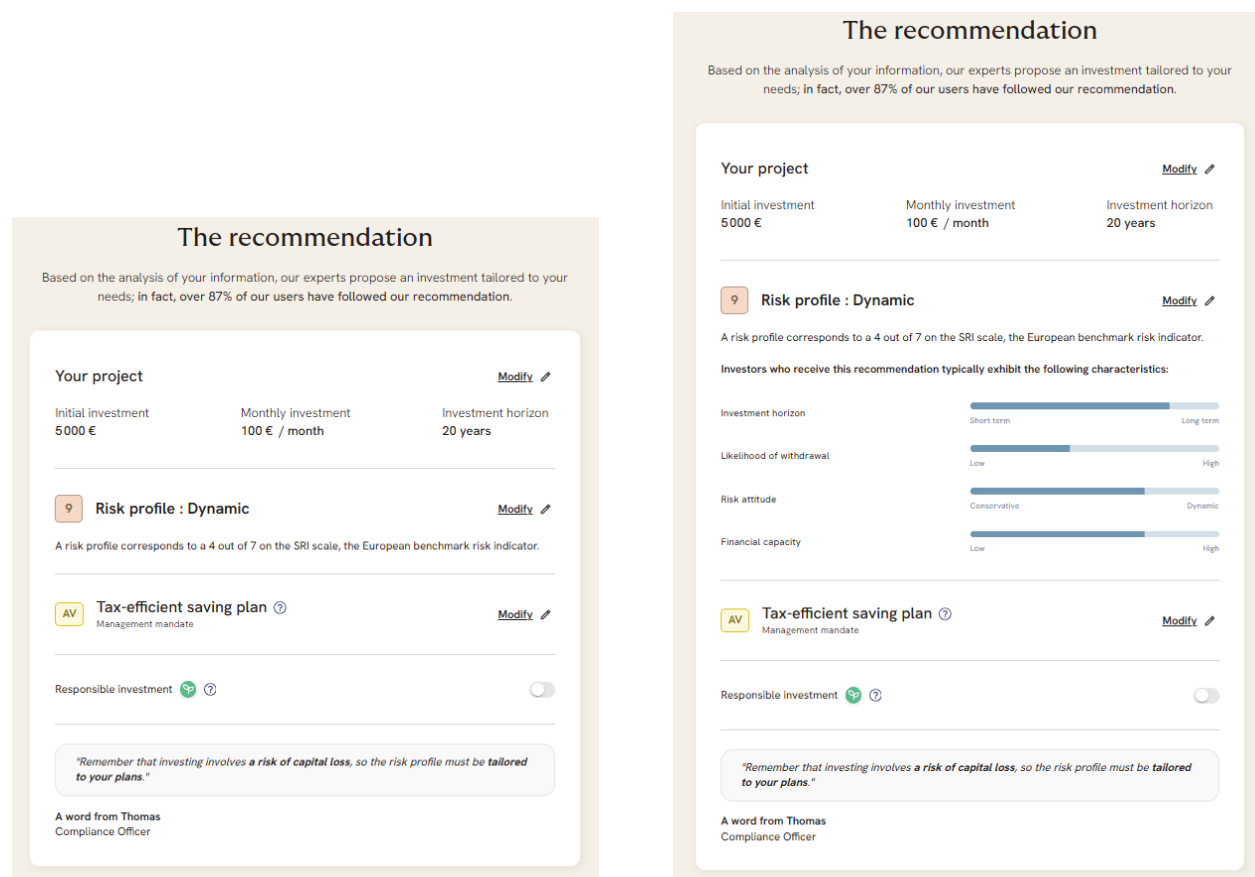 The recommendation
Based on the analysis of your information, our experts propose an investment tailored to your
needs; in fact, over 87% of our users have followed our recommendation.
Your project
Modify
Initial investment
Monthly investment
Investment horizon
5 000 €
100 € / month
20 years
9
Risk profile : Dynamic
Modify
A risk profile corresponds to a 4 out of 7 on the SRI scale, the European benchmark risk indicator.
AV
Tax-efficient saving plan ?
Management mandate
Modify
Responsible investment ?
"Remember that investing involves a risk of capital loss, so the risk profile must be tailored
to your plans."
A word from Thomas
Compliance Officer
The recommendation
Based on the analysis of your information, our experts propose an investment tailored to your
needs; in fact, over 87% of our users have followed our recommendation.
Your project
Modify
Initial investment
Monthly investment
Investment horizon
5 000 €
100 € / month
20 years
9
Risk profile : Dynamic
Modify
A risk profile corresponds to a 4 out of 7 on the SRI scale, the European benchmark risk indicator.
Investors who receive this recommendation typically exhibit the following characteristics:
Investment horizon
Short term
Long term
Likelihood of withdrawal
Low
High
Risk attitude
Conservative
Dynamic
Financial capacity
Low
High
AV
Tax-efficient saving plan ?
Management mandate
Modify
Responsible investment ?
"Remember that investing involves a risk of capital loss, so the risk profile must be tailored
to your plans."
A word from Thomas
Compliance Officer